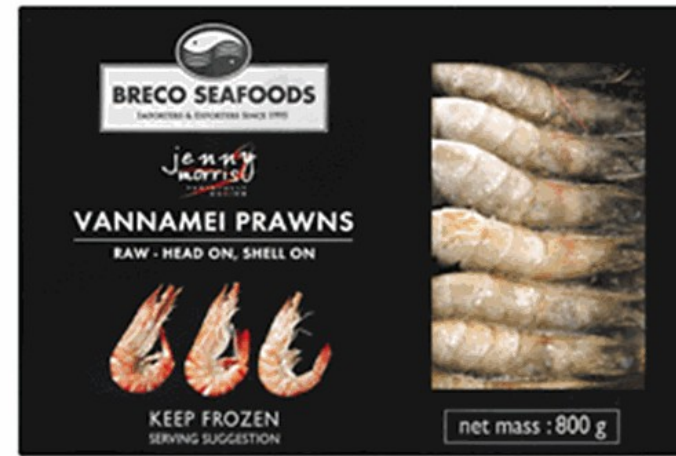 BRECO SEAFOODS
IMPORTERS & EXPORTERS SINCE 1993
jenny
morris
VANNAMEI PRAWNS
RAW - HEAD ON, SHELL ON
KEEP FROZEN
SERVING SUGGESTION
net mass : 800 g